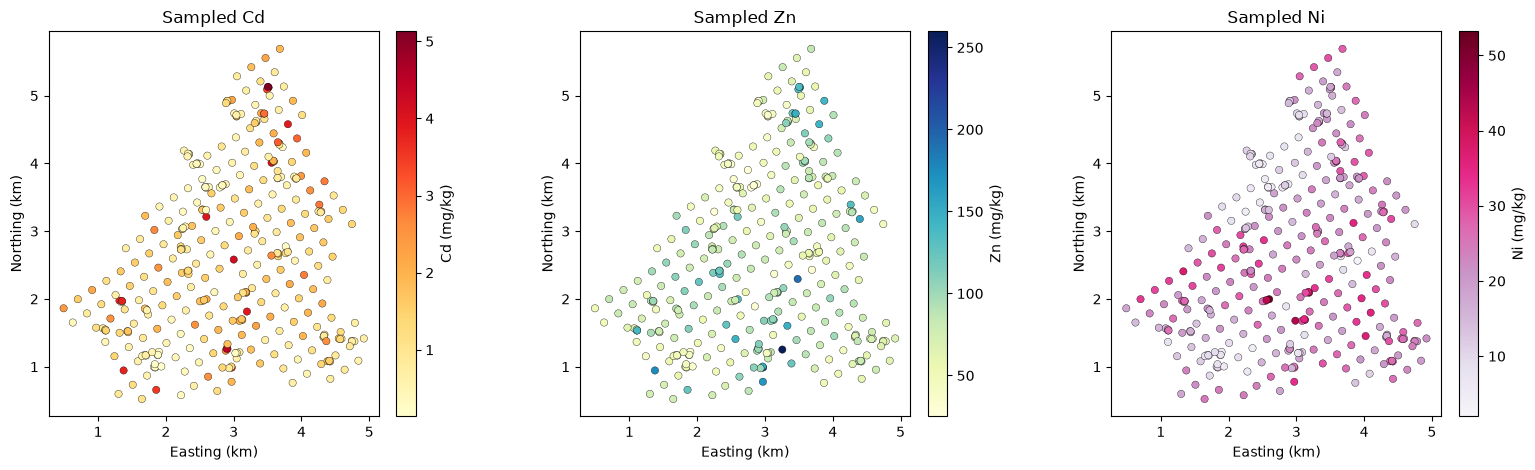 Sampled Cd
Northing (km)
5
4
3
2
1
1 2 3 4 5
Easting (km)
5
4
3
2
1
Cd (mg/kg)
Sampled Zn
Northing (km)
5
4
3
2
1
1 2 3 4 5
Easting (km)
250
200
150
100
50
Zn (mg/kg)
Sampled Ni
Northing (km)
5
4
3
2
1
1 2 3 4 5
Easting (km)
50
40
30
20
10
Ni (mg/kg)